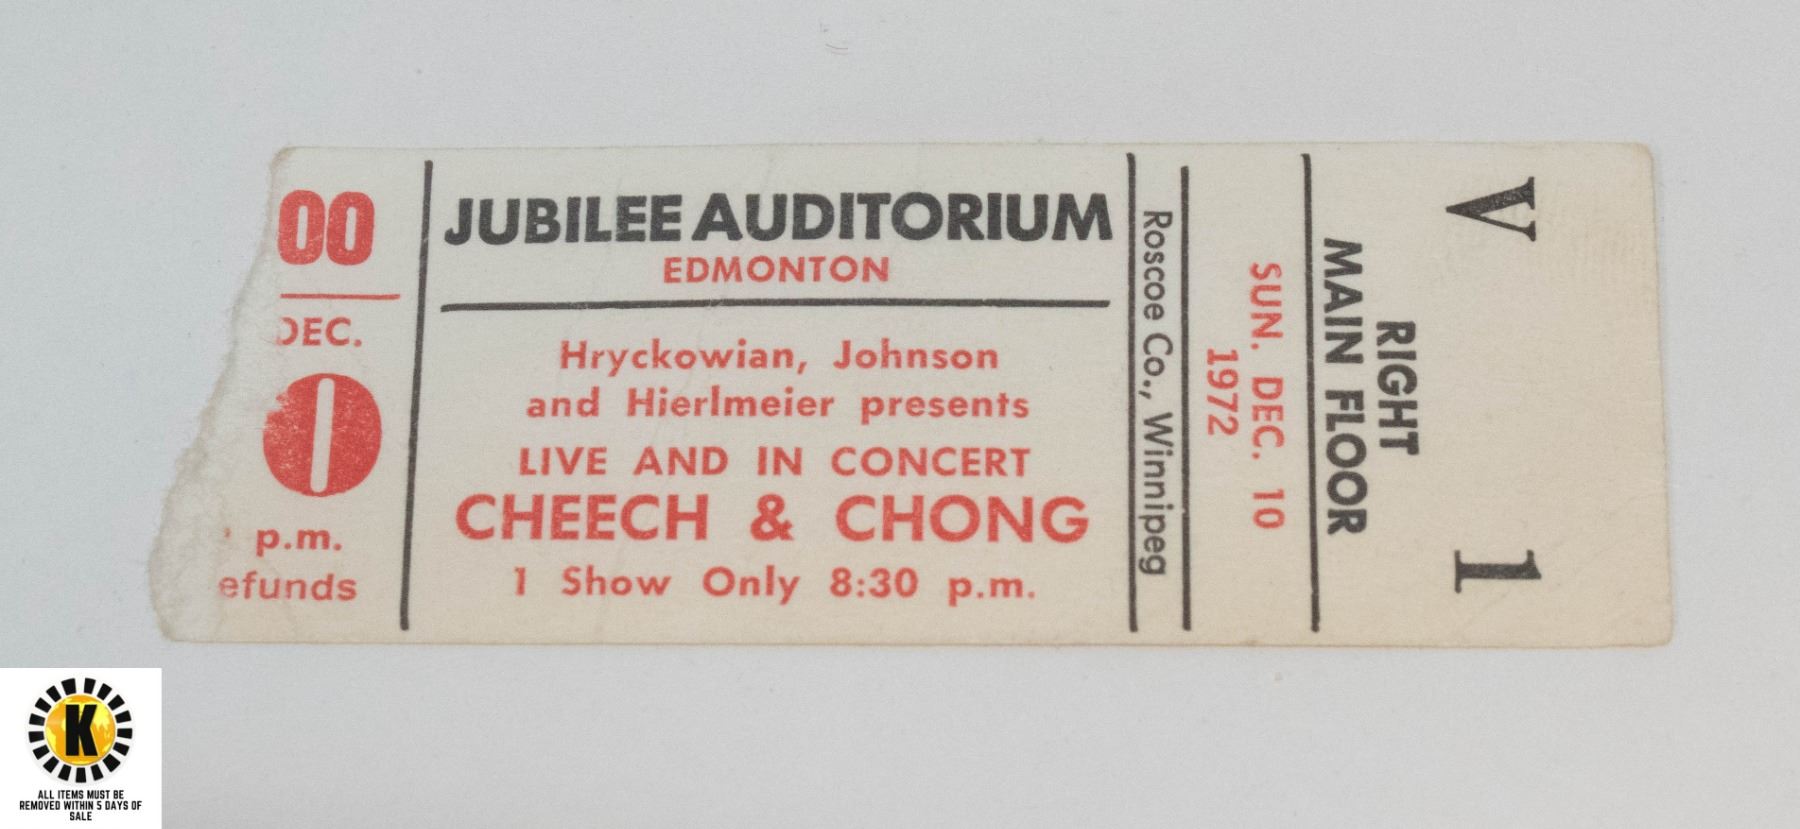 00
DEC.
p.m.
efunds
JUBILEE AUDITORIUM
EDMONTON
Hryckowian, Johnson
and Hierlmeier presents
LIVE AND IN CONCERT
CHEECH & CHONG
1 Show Only 8:30 p.m.
Roscoe Co., Winnipeg
SUN. DEC. 10
1972
RIGHT
MAIN FLOOR
V 1
K
ALL ITEMS MUST BE
REMOVED WITHIN 5 DAYS OF
SALE